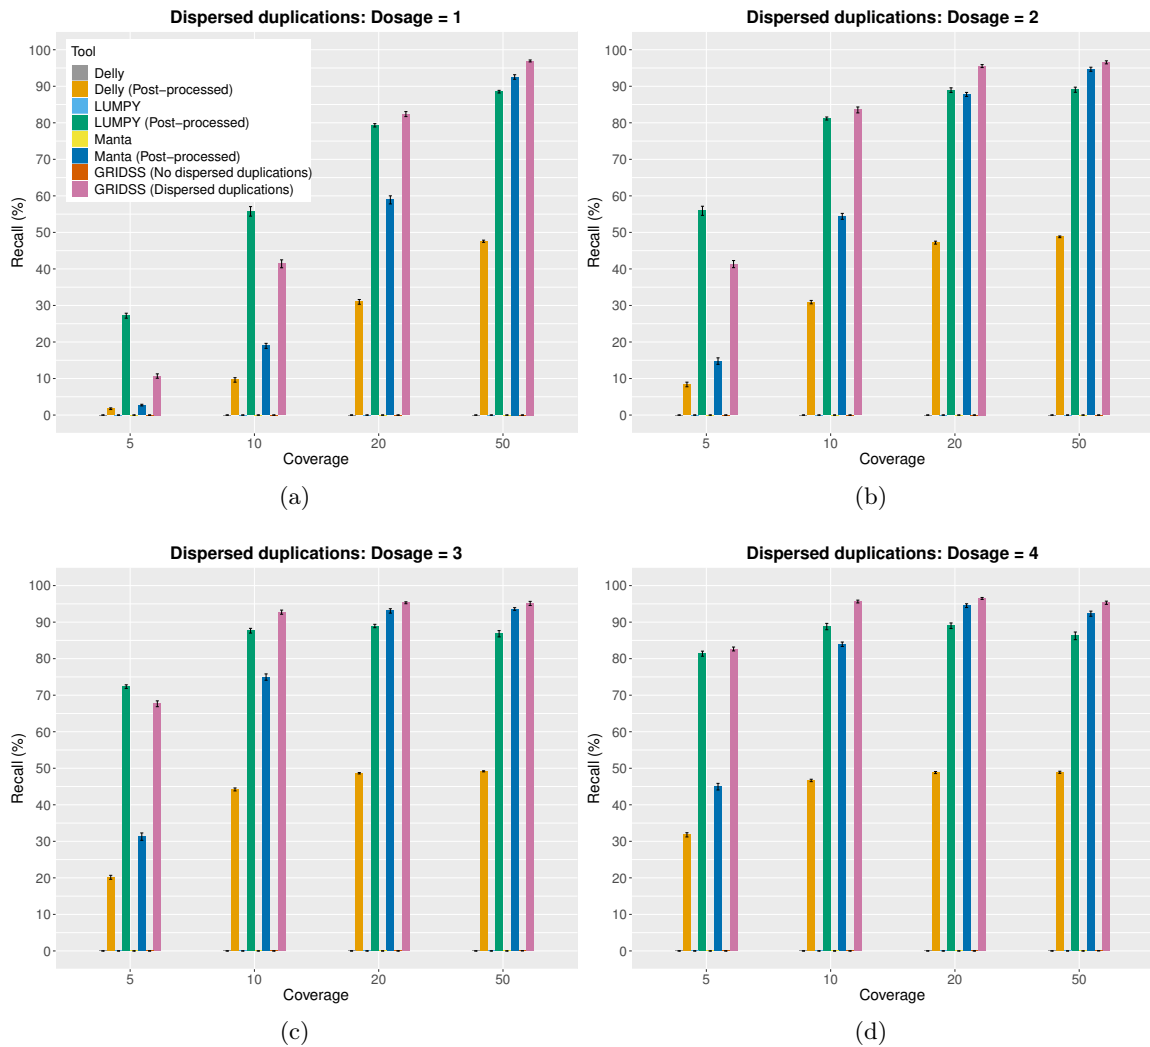 Dispersed duplications: Dosage = 1
Tool
Delly
Delly (Post-processed)
LUMPY
LUMPY (Post-processed)
Manta
Manta (Post-processed)
GRIDSS (No dispersed duplications)
GRIDSS (Dispersed duplications)
Recall (%)
100
90
80
70
60
50
40
30
20
10
0
5 10 20 50
Coverage
(a)
Dispersed duplications: Dosage = 2
Recall (%)
100
90
80
70
60
50
40
30
20
10
0
5 10 20 50
Coverage
(b)
Dispersed duplications: Dosage = 3
Recall (%)
100
90
80
70
60
50
40
30
20
10
0
5 10 20 50
Coverage
(c)
Dispersed duplications: Dosage = 4
Recall (%)
100
90
80
70
60
50
40
30
20
10
0
5 10 20 50
Coverage
(d)